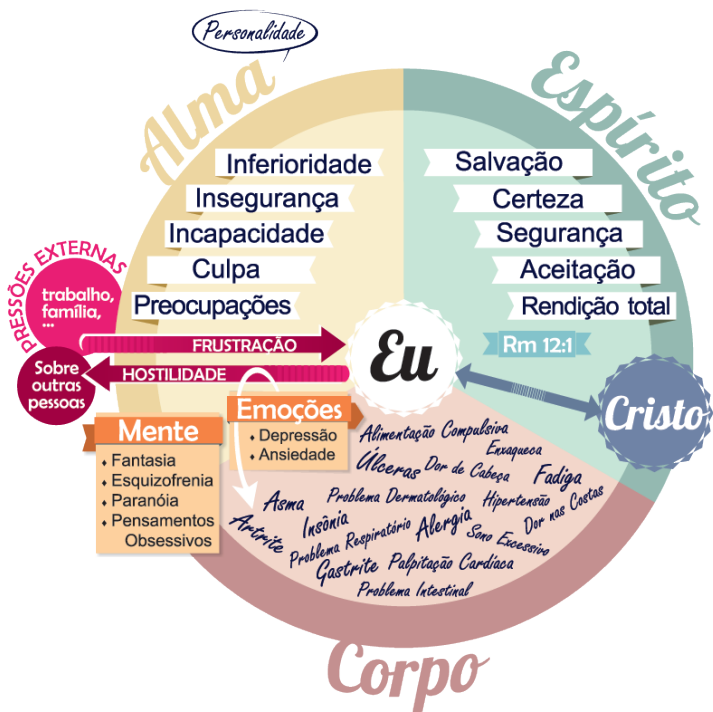 Personalidade
Alma
Espírito
Inferioridade
Insegurança
Incapacidade
Culpa
Preocupações
Salvação
Certeza
Segurança
Aceitação
Rendição total
Rm 12:1
PRESSÕES EXTERNAS
trabalho,
família,
...
FRUSTRAÇÃO
HOSTILIDADE
Sobre
outras
pessoas
Eu
Cristo
Mente
Fantasia
Esquizofrenia
Paranóia
Pensamentos
Obsessivos
Emoções
Depressão
Ansiedade
Alimentação Compulsiva
Enxaqueca
Úlceras
Dor de Cabeça
Fadiga
Asma
Problema Dermatológico
Hipertensão
Dor nas Costas
Artrite
Insônia
Problema Respiratório
Alergia
Sono Excessivo
Gastrite
Palpitação Cardíaca
Problema Intestinal
Corpo